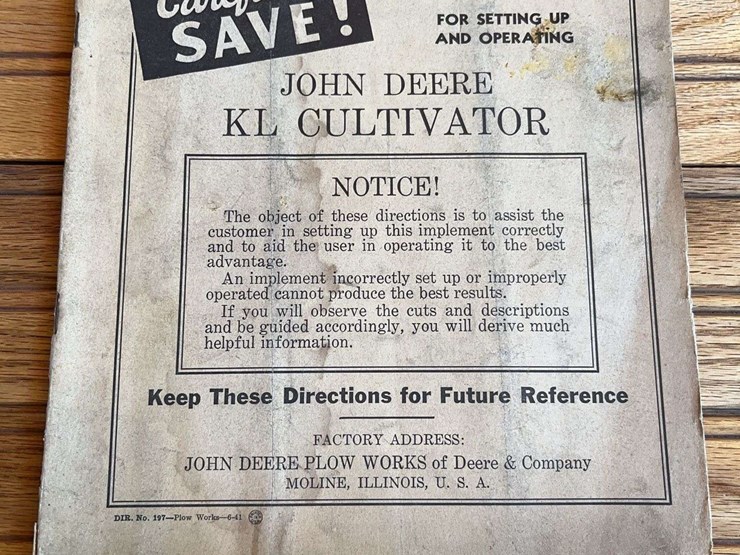 SAVE!
FOR SETTING UP
AND OPERATING
JOHN DEERE
KL CULTIVATOR
NOTICE!
The object of these directions is to assist the
customer in setting up this implement correctly
and to aid the user in operating it to the best
advantage.
An implement incorrectly set up or improperly
operated cannot produce the best results.
If you will observe the cuts and descriptions
and be guided accordingly, you will derive much
helpful information.
Keep These Directions for Future Reference
FACTORY ADDRESS:
JOHN DEERE PLOW WORKS of Deere & Company
MOLINE, ILLINOIS, U. S. A.
DIR. No. 197—Plow Works—6-41